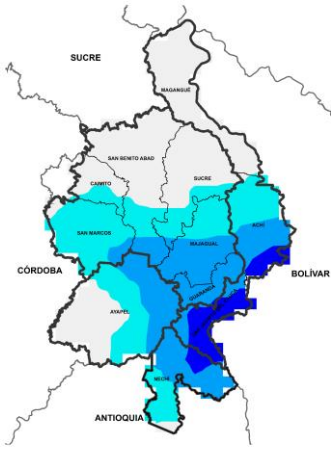 SUCRE
MAGANGUÉ
SAN BENITO ABAD
CAIMITO
SUCRE
SAN MARCOS
MAJAGUAL
ACHÍ
CÓRDOBA
BOLÍVAR
GUARANDA
AYAPEL
NECHÍ
ANTIOQUIA